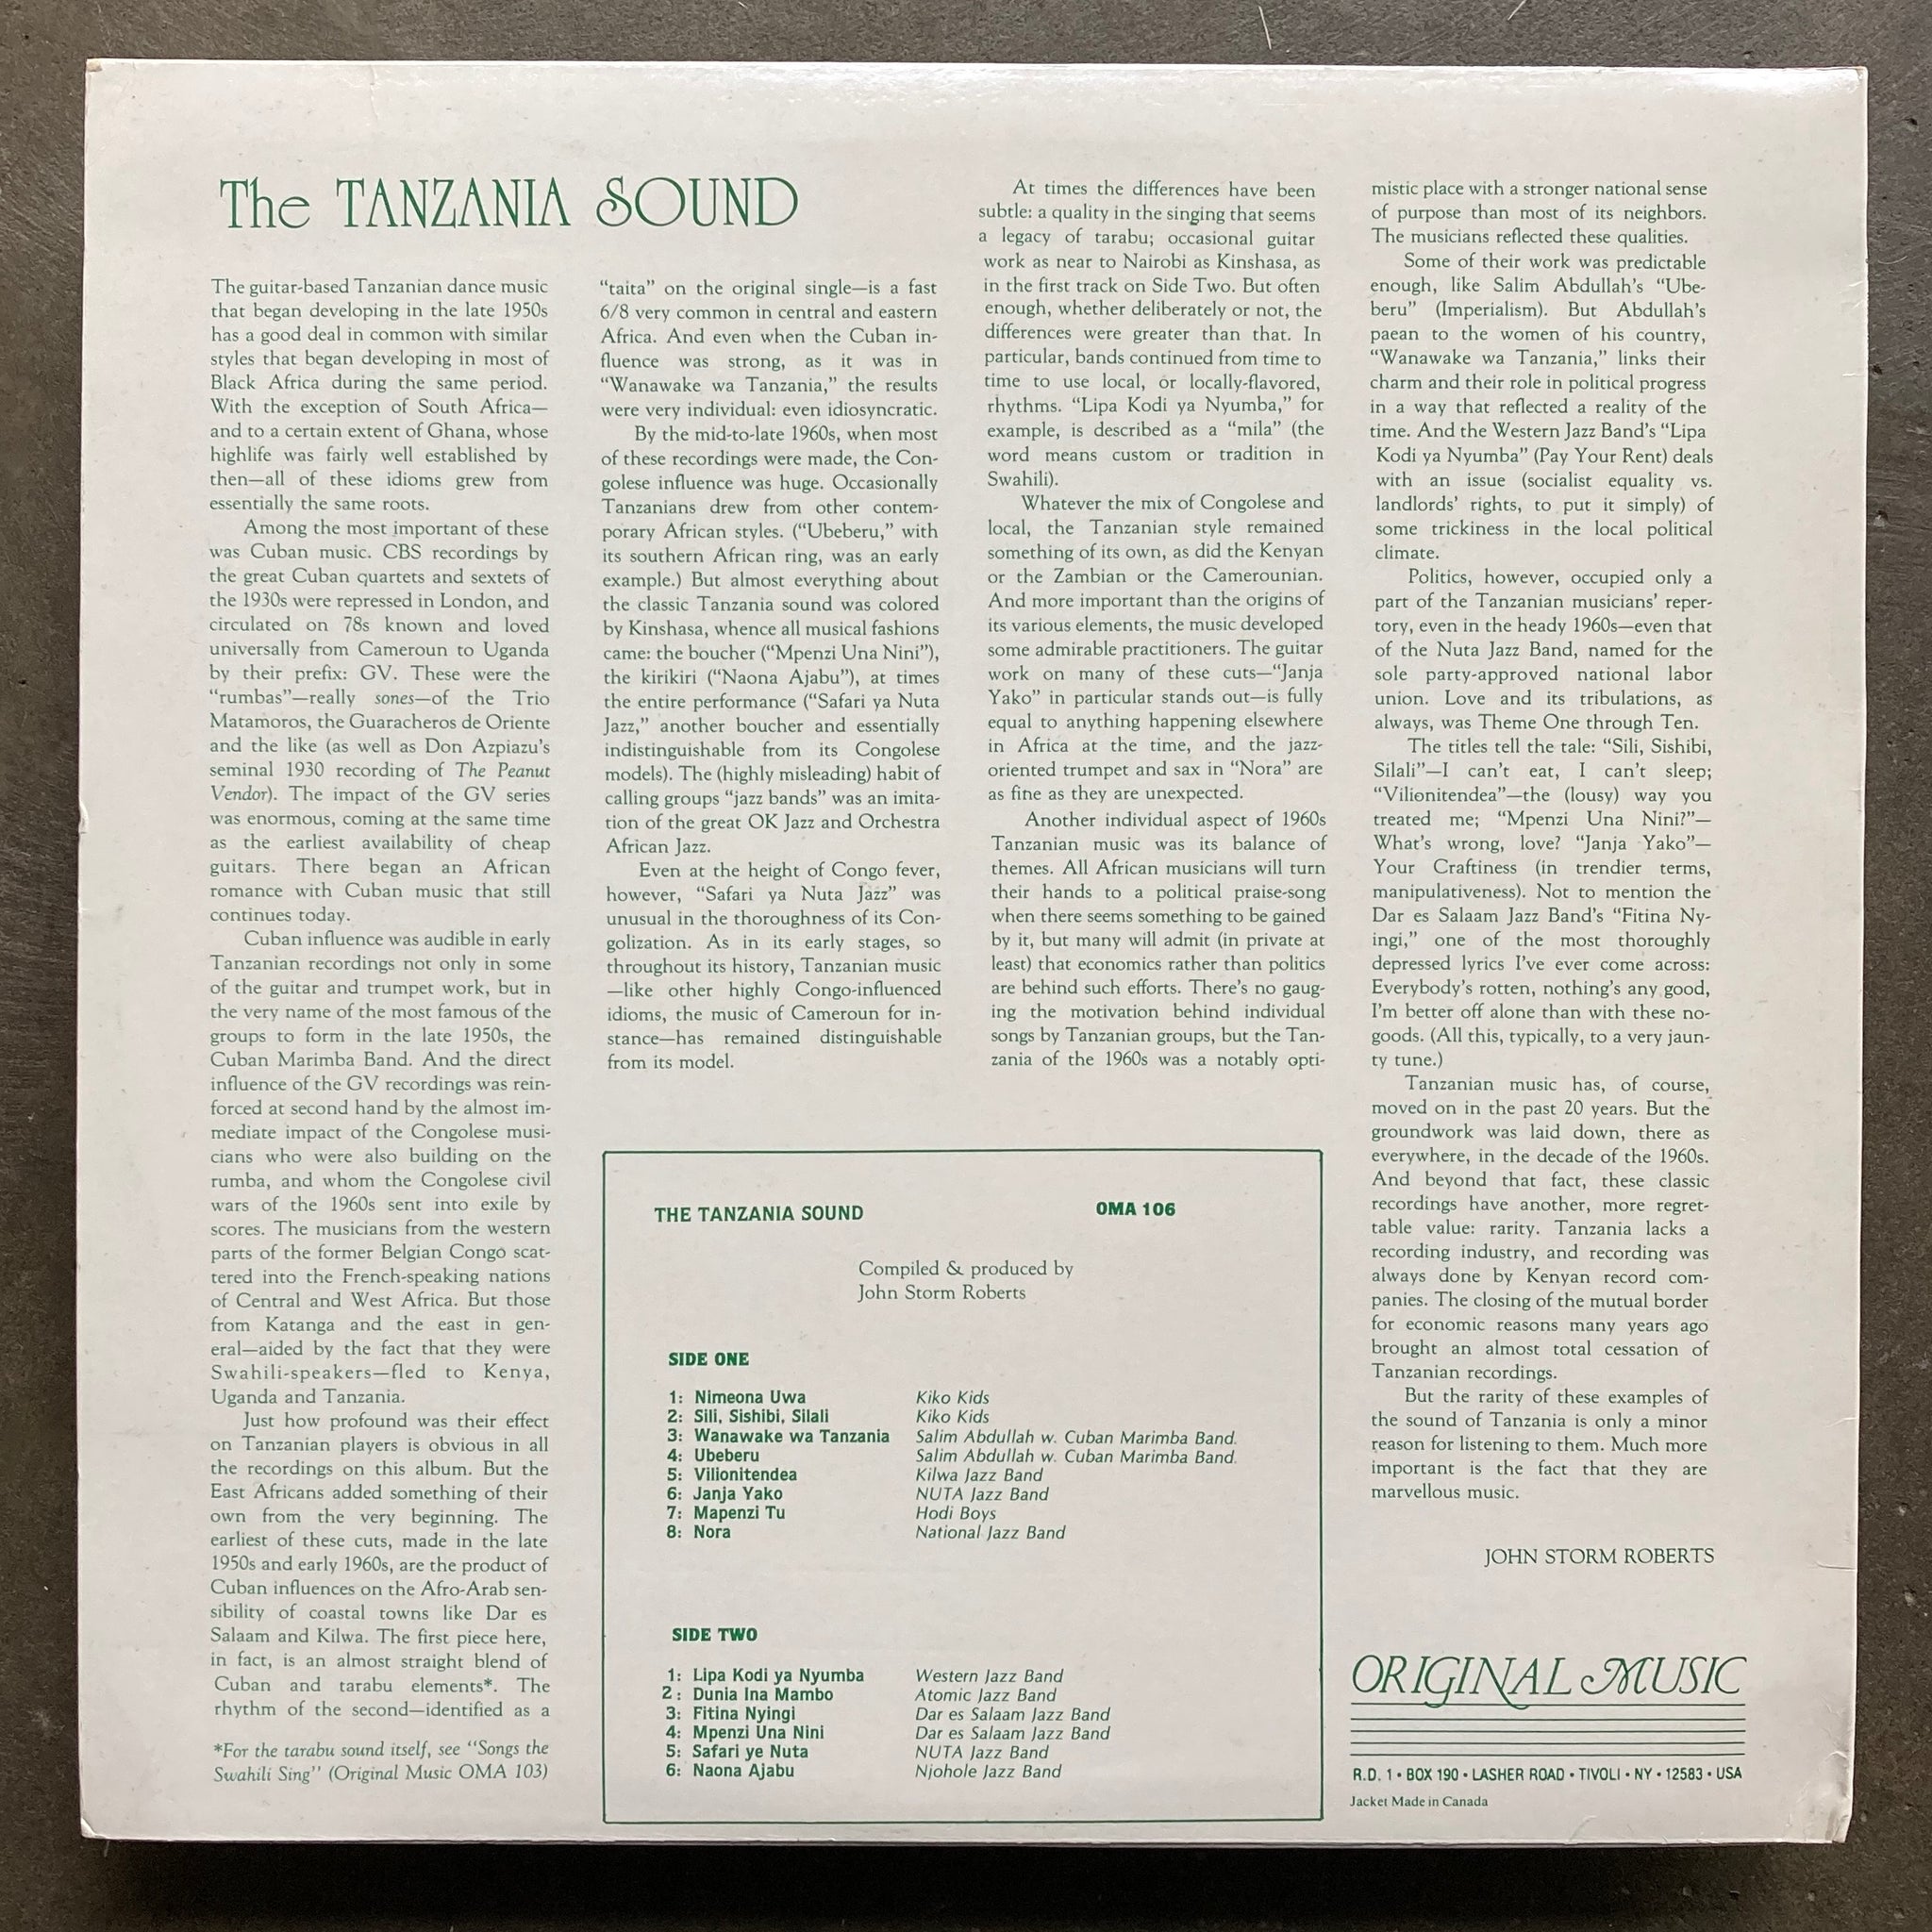 The TANZANIA SOUND
The guitar-based Tanzanian dance music
that began developing in the late 1950s
has a good deal in common with similar
styles that began developing in most of
Black Africa during the same period.
With the exception of South Africa—
and to a certain extent of Ghana, whose
highlife was fairly well established by
then—all of these idioms grew from
essentially the same roots.
Among the most important of these
was Cuban music. CBS recordings by
the great Cuban quartets and sextets of
the 1930s were repressed in London, and
circulated on 78s known and loved
universally from Cameroun to Uganda
by their prefix: GV. These were the
“rumbas”—really sones—of the Trio
Matamoros, the Guaracheros de Oriente
and the like (as well as Don Azpiazu's
seminal 1930 recording of The Peanut
Vendor). The impact of the GV series
was enormous, coming at the same time
as the earliest availability of cheap
guitars. There began an African
romance with Cuban music that still
continues today.
Cuban influence was audible in early
Tanzanian recordings not only in some
of the guitar and trumpet work, but in
the very name of the most famous of the
groups to form in the late 1950s, the
Cuban Marimba Band. And the direct
influence of the GV recordings was rein-
forced at second hand by the almost im-
mediate impact of the Congolese musi-
cians who were also building on the
rumba, and whom the Congolese civil
wars of the 1960s sent into exile by
scores. The musicians from the western
parts of the former Belgian Congo scat-
tered into the French-speaking nations
of Central and West Africa. But those
from Katanga and the east in gen-
eral—aided by the fact that they were
Swahili-speakers—fled to Kenya,
Uganda and Tanzania.
Just how profound was their effect
on Tanzanian players is obvious in all
the recordings on this album. But the
East Africans added something of their
own from the very beginning. The
earliest of these cuts, made in the late
1950s and early 1960s, are the product of
Cuban influences on the Afro-Arab sen-
sibility of coastal towns like Dar es
Salaam and Kilwa. The first piece here,
in fact, is an almost straight blend of
Cuban and tarabu elements*. The
rhythm of the second—identified as a
*For the tarabu sound itself, see “Songs the
Swahili Sing” (Original Music OMA 103)
“taita” on the original single—is a fast
6/8 very common in central and eastern
Africa. And even when the Cuban in-
fluence was strong, as it was in
“Wanawake wa Tanzania,” the results
were very individual: even idiosyncratic.
By the mid-to-late 1960s, when most
of these recordings were made, the Con-
golese influence was huge. Occasionally
Tanzanians drew from other contem-
porary African styles. (“Ubeberu,” with
its southern African ring, was an early
example.) But almost everything about
the classic Tanzania sound was colored
by Kinshasa, whence all musical fashions
came: the boucher (“Mpenzi Una Nini”),
the kirikiri (“Naona Ajabu”), at times
the entire performance (“Safari ya Nuta
Jazz,” another boucher and essentially
indistinguishable from its Congolese
models). The (highly misleading) habit of
calling groups “jazz bands” was an imita-
tion of the great OK Jazz and Orchestra
African Jazz.
Even at the height of Congo fever,
however, “Safari ya Nuta Jazz” was
unusual in the thoroughness of its Con-
golization. As in its early stages, so
throughout its history, Tanzanian music
—like other highly Congo-influenced
idioms, the music of Cameroun for in-
stance—has remained distinguishable
from its model.
At times the differences have been
subtle: a quality in the singing that seems
a legacy of tarabu; occasional guitar
work as near to Nairobi as Kinshasa, as
in the first track on Side Two. But often
enough, whether deliberately or not, the
differences were greater than that. In
particular, bands continued from time to
time to use local, or locally-flavored,
rhythms. “Lipa Kodi ya Nyumba,” for
example, is described as a “mila” (the
word means custom or tradition in
Swahili).
Whatever the mix of Congolese and
local, the Tanzanian style remained
something of its own, as did the Kenyan
or the Zambian or the Camerounian.
And more important than the origins of
its various elements, the music developed
some admirable practitioners. The guitar
work on many of these cuts—“Janja
Yako” in particular stands out—is fully
equal to anything happening elsewhere
in Africa at the time, and the jazz-
oriented trumpet and sax in “Nora” are
as fine as they are unexpected.
Another individual aspect of 1960s
Tanzanian music was its balance of
themes. All African musicians will turn
their hands to a political praise-song
when there seems something to be gained
by it, but many will admit (in private at
least) that economics rather than politics
are behind such efforts. There's no gaug-
ing the motivation behind individual
songs by Tanzanian groups, but the Tan-
zania of the 1960s was a notably opti-
mistic place with a stronger national sense
of purpose than most of its neighbors.
The musicians reflected these qualities.
Some of their work was predictable
enough, like Salim Abdullah's “Ube-
beru” (Imperialism). But Abdullah's
paean to the women of his country,
“Wanawake wa Tanzania,” links their
charm and their role in political progress
in a way that reflected a reality of the
time. And the Western Jazz Band's “Lipa
Kodi ya Nyumba” (Pay Your Rent) deals
with an issue (socialist equality vs.
landlords' rights, to put it simply) of
some trickiness in the local political
climate.
Politics, however, occupied only a
part of the Tanzanian musicians' reper-
tory, even in the heady 1960s—even that
of the Nuta Jazz Band, named for the
sole party-approved national labor
union. Love and its tribulations, as
always, was Theme One through Ten.
The titles tell the tale: “Sili, Sishibi,
Silali”—I can't eat, I can't sleep;
“Vilionitendea”—the (lousy) way you
treated me; “Mpenzi Una Nini?”—
What's wrong, love? “Janja Yako”—
Your Craftiness (in trendier terms,
manipulativeness). Not to mention the
Dar es Salaam Jazz Band's “Fitina Ny-
ingi,” one of the most thoroughly
depressed lyrics I've ever come across:
Everybody's rotten, nothing's any good,
I'm better off alone than with these no-
goods. (All this, typically, to a very jaun-
ty tune.)
Tanzanian music has, of course,
moved on in the past 20 years. But the
groundwork was laid down, there as
everywhere, in the decade of the 1960s.
And beyond that fact, these classic
recordings have another, more regret-
table value: rarity. Tanzania lacks a
recording industry, and recording was
always done by Kenyan record com-
panies. The closing of the mutual border
for economic reasons many years ago
brought an almost total cessation of
Tanzanian recordings.
But the rarity of these examples of
the sound of Tanzania is only a minor
reason for listening to them. Much more
important is the fact that they are
marvellous music.
JOHN STORM ROBERTS
THE TANZANIA SOUND OMA 106
Compiled & produced by
John Storm Roberts
SIDE ONE
1: Nimeona Uwa Kiko Kids
2: Sili, Sishibi, Silali Kiko Kids
3: Wanawake wa Tanzania Salim Abdullah w. Cuban Marimba Band.
4: Ubeberu Salim Abdullah w. Cuban Marimba Band.
5: Vilionitendea Kilwa Jazz Band
6: Janja Yako NUTA Jazz Band
7: Mapenzi Tu Hodi Boys
8: Nora National Jazz Band
SIDE TWO
1: Lipa Kodi ya Nyumba Western Jazz Band
2: Dunia Ina Mambo Atomic Jazz Band
3: Fitina Nyingi Dar es Salaam Jazz Band
4: Mpenzi Una Nini Dar es Salaam Jazz Band
5: Safari ye Nuta NUTA Jazz Band
6: Naona Ajabu Njohole Jazz Band
ORIGINAL MUSIC
R.D. 1 • BOX 190 • LASHER ROAD • TIVOLI • NY • 12583 • USA
Jacket Made in Canada